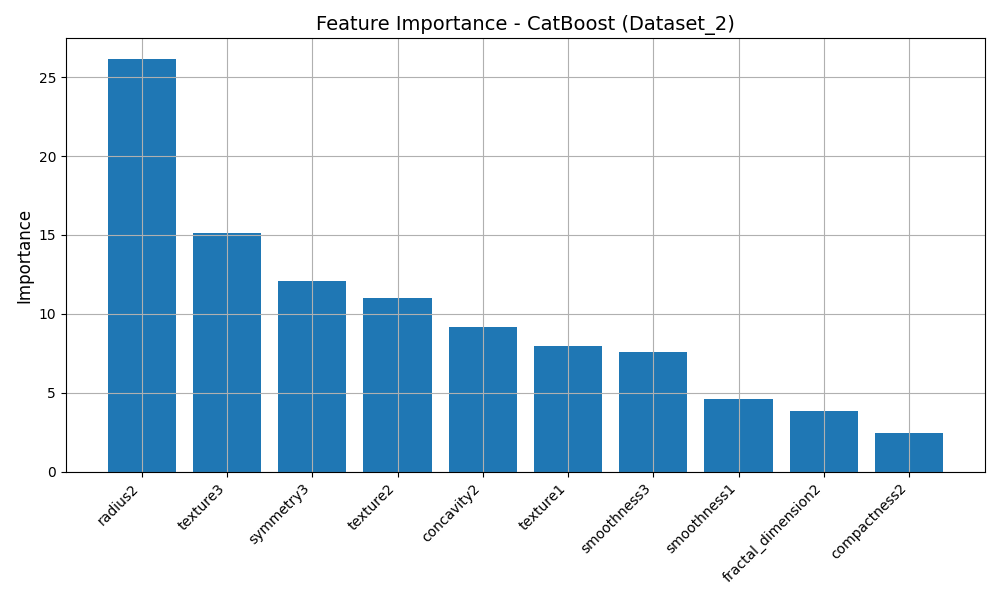 Feature Importance - CatBoost (Dataset_2)
Importance
25
20
15
10
5
0
radius2
texture3
symmetry3
texture2
concavity2
texture1
smoothness3
smoothness1
fractal_dimension2
compactness2